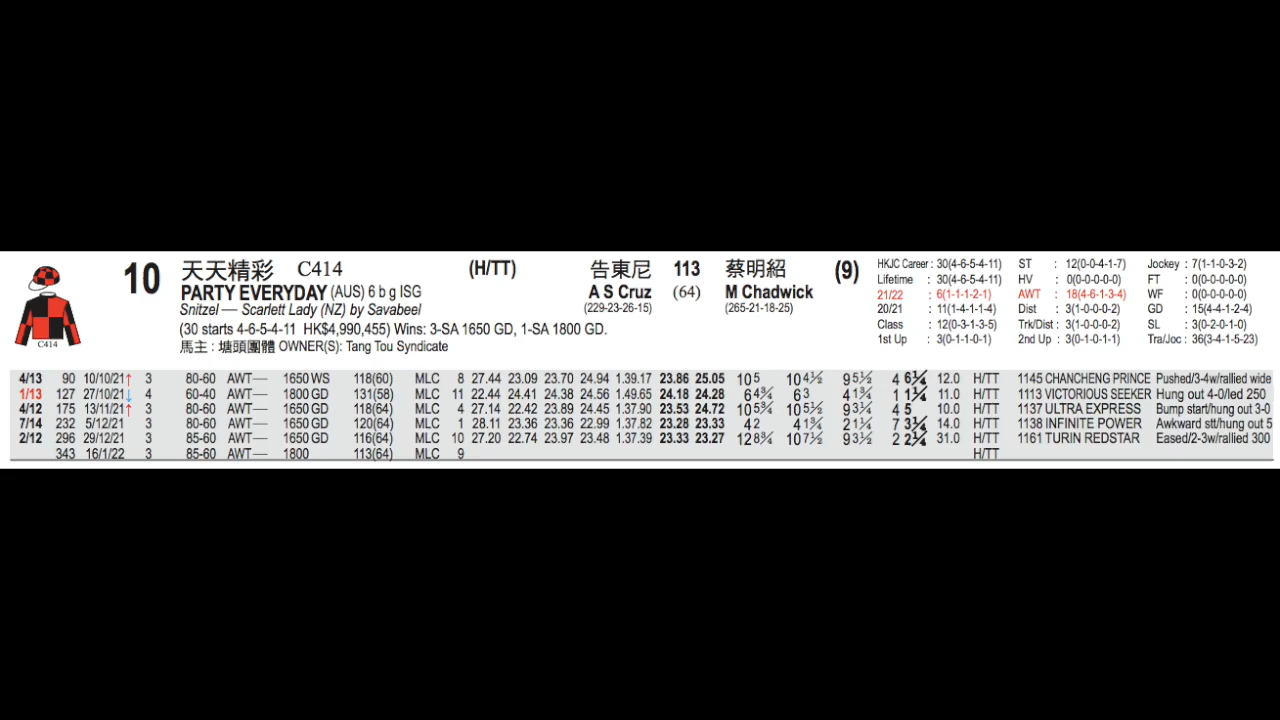 10 天天精彩 C414 (H/TT) 告東尼 113 蔡明紹 (9)
PARTY EVERYDAY (AUS) 6 b g ISG A S Cruz (64) M Chadwick
Snitzel — Scarlett Lady (NZ) by Savabeel (229-23-26-15) (265-21-18-25)
(30 starts 4-6-5-4-11 HK$4,990,455) Wins: 3-SA 1650 GD, 1-SA 1800 GD.
馬主 : 塘頭團體 OWNER(S): Tang Tou Syndicate
C414
HKJC Career : 30(4-6-5-4-11) ST : 12(0-0-4-1-7) Jockey : 7(1-1-0-3-2)
Lifetime : 30(4-6-5-4-11) HV : 0(0-0-0-0-0) FT : 0(0-0-0-0-0)
21/22 : 6(1-1-1-2-1) AWT : 18(4-6-1-3-4) WF : 0(0-0-0-0-0)
20/21 : 11(1-4-1-1-4) Dist : 3(1-0-0-0-2) GD : 15(4-4-1-2-4)
Class : 12(0-3-1-3-5) Trk/Dist : 3(1-0-0-0-2) SL : 3(0-2-0-1-0)
1st Up : 3(0-1-1-0-1) 2nd Up : 3(0-1-0-1-1) Tra/Joc : 36(3-4-1-5-23)
4/13 90 10/10/21↑ 3 80-60 AWT— 1650 WS 118(60) MLC 8 27.44 23.09 23.70 24.94 1.39.17 23.86 25.05 10 5 10 4½ 9 5½ 4 6¼ 12.0 H/TT 1145 CHANCHENG PRINCE Pushed/3-4w/rallied wide
1/13 127 27/10/21↓ 4 60-40 AWT— 1800 GD 131(58) MLC 11 22.44 24.41 24.38 24.56 1.49.65 24.18 24.28 6 4¾ 6 3 4 1¾ 1 1¼ 11.0 H/TT 1113 VICTORIOUS SEEKER Hung out 4-0/led 250
4/12 175 13/11/21↑ 3 80-60 AWT— 1650 GD 118(64) MLC 4 27.14 22.42 23.89 24.45 1.37.90 23.53 24.72 10 5¾ 10 5½ 9 3¼ 4 5 10.0 H/TT 1137 ULTRA EXPRESS Bump start/hung out 3-0
7/14 232 5/12/21 3 80-60 AWT— 1650 GD 120(64) MLC 1 28.11 23.36 23.36 22.99 1.37.82 23.28 23.33 4 2 4 1¾ 2 1¼ 7 3¼ 14.0 H/TT 1138 INFINITE POWER Awkward stt/hung out 5
2/12 296 29/12/21 3 85-60 AWT— 1650 GD 116(64) MLC 10 27.20 22.74 23.97 23.48 1.37.39 23.33 23.27 12 8¾ 10 7½ 9 3½ 2 2¼ 31.0 H/TT 1161 TURIN REDSTAR Eased/2-3w/rallied 300
343 16/1/22 3 85-60 AWT— 1800 113(64) MLC 9 H/TT